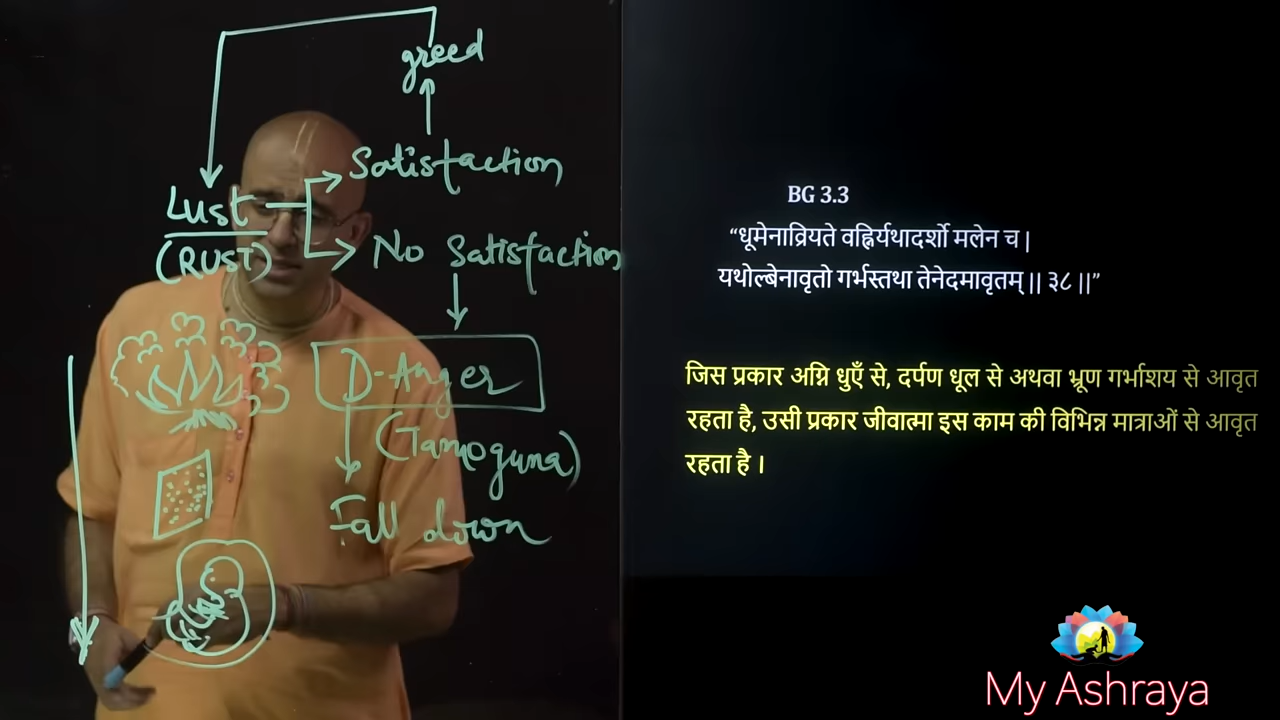 greed
Satisfaction
Lust
(RUST)
No Satisfaction
D-Anger
(Tamoguna)
Fall down
BG 3.3
“धूमेनाव्रियते वह्निर्यथादर्शो मलेन च |
यथोल्बेनावृतो गर्भस्तथा तेनेदमावृतम् || ३८ ||”
जिस प्रकार अग्नि धुएँ से, दर्पण धूल से अथवा भ्रूण गर्भाशय से आवृत
रहता है, उसी प्रकार जीवात्मा इस काम की विभिन्न मात्राओं से आवृत
रहता है ।
My Ashraya